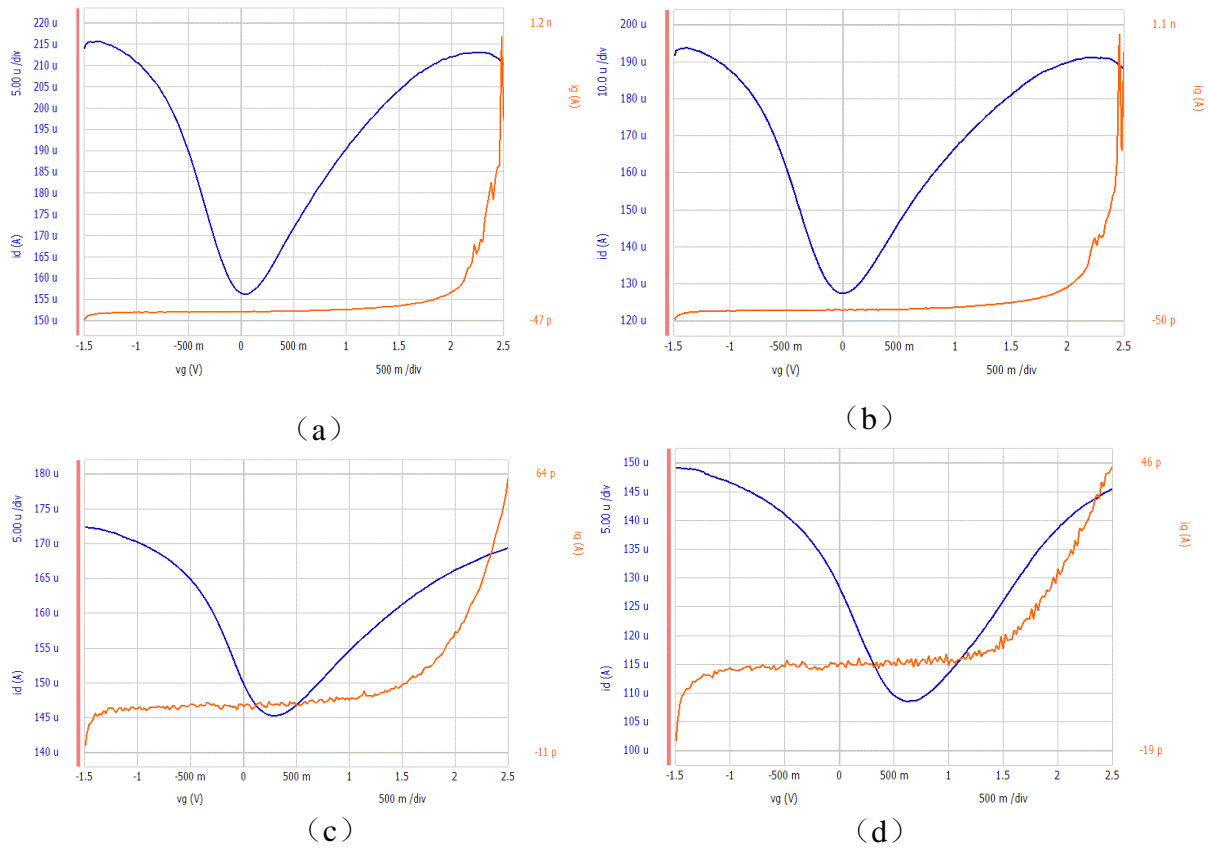 220 u
215 u
210 u
205 u
200 u
195 u
190 u
185 u
180 u
175 u
170 u
165 u
160 u
155 u
150 u
5.00 u /div
id (A)
1.2 n
ig (A)
-47 p
-1.5 -1 -500 m 0 500 m 1 1.5 2 2.5
vg (V) 500 m /div
(a)
200 u
190 u
180 u
170 u
160 u
150 u
140 u
130 u
120 u
10.0 u /div
id (A)
1.1 n
ig (A)
-50 p
-1.5 -1 -500 m 0 500 m 1 1.5 2 2.5
vg (V) 500 m /div
(b)
180 u
175 u
170 u
165 u
160 u
155 u
150 u
145 u
140 u
5.00 u /div
id (A)
64 p
ig (A)
-11 p
-1.5 -1 -500 m 0 500 m 1 1.5 2 2.5
vg (V) 500 m /div
(c)
150 u
145 u
140 u
135 u
130 u
125 u
120 u
115 u
110 u
105 u
100 u
5.00 u /div
id (A)
46 p
ig (A)
-19 p
-1.5 -1 -500 m 0 500 m 1 1.5 2 2.5
vg (V) 500 m /div
(d)